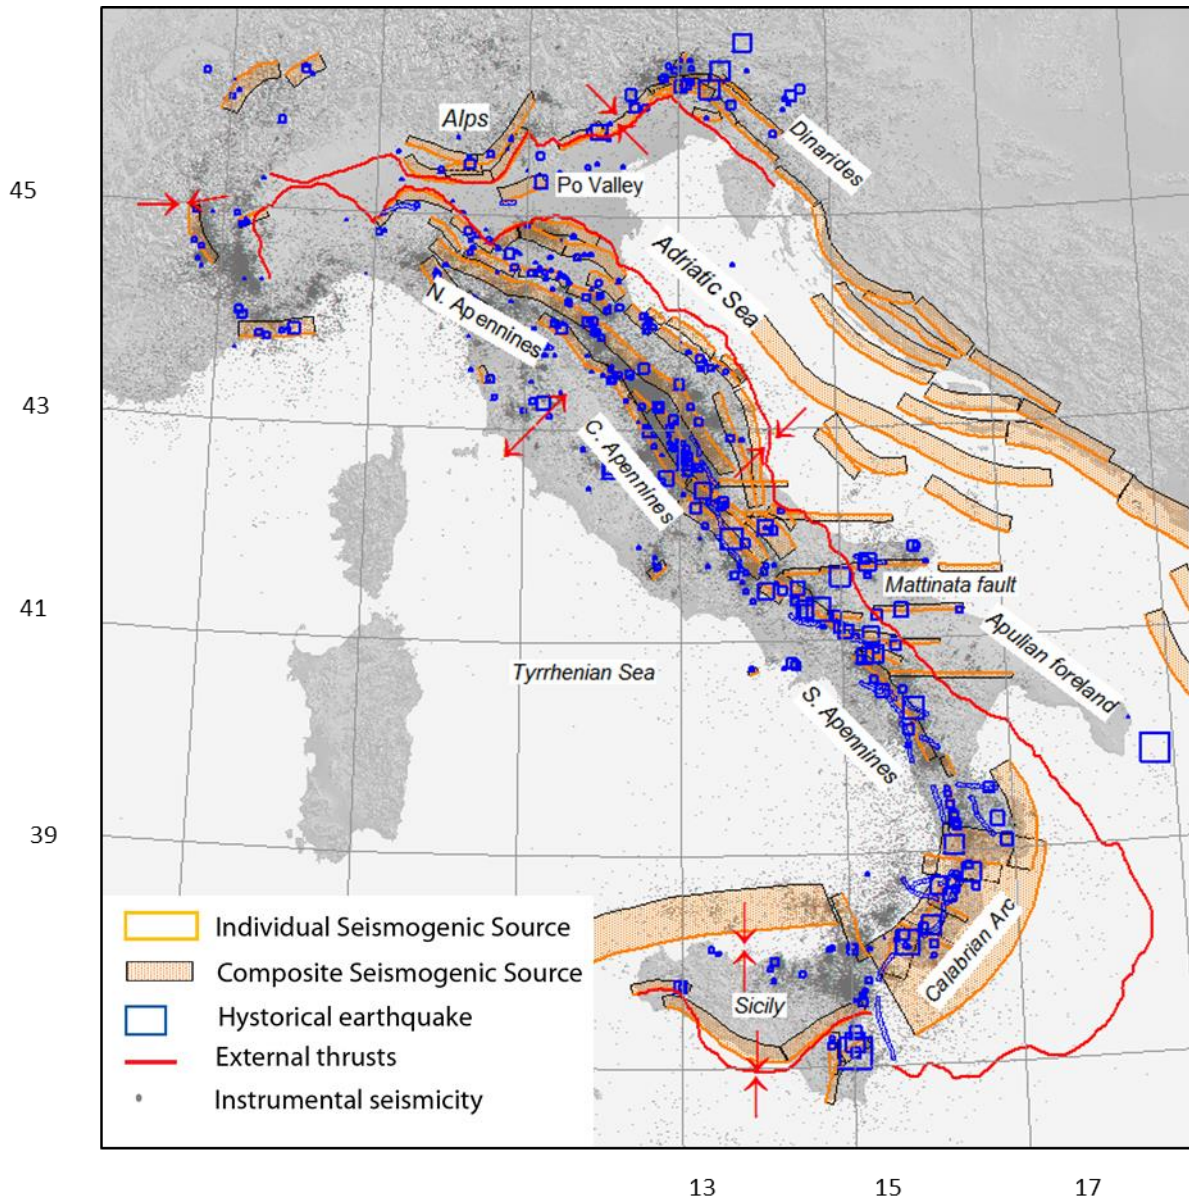 Alps
Dinarides
45
Po Valley
Adriatic Sea
N. Apennines
43
C. Apennines
Mattinata fault
41
Apulian foreland
Tyrrhenian Sea
S. Apennines
39
Individual Seismogenic Source
Composite Seismogenic Source
Calabrian Arc
Sicily
Hystorical earthquake
External thrusts
Instrumental seismicity
13
15
17